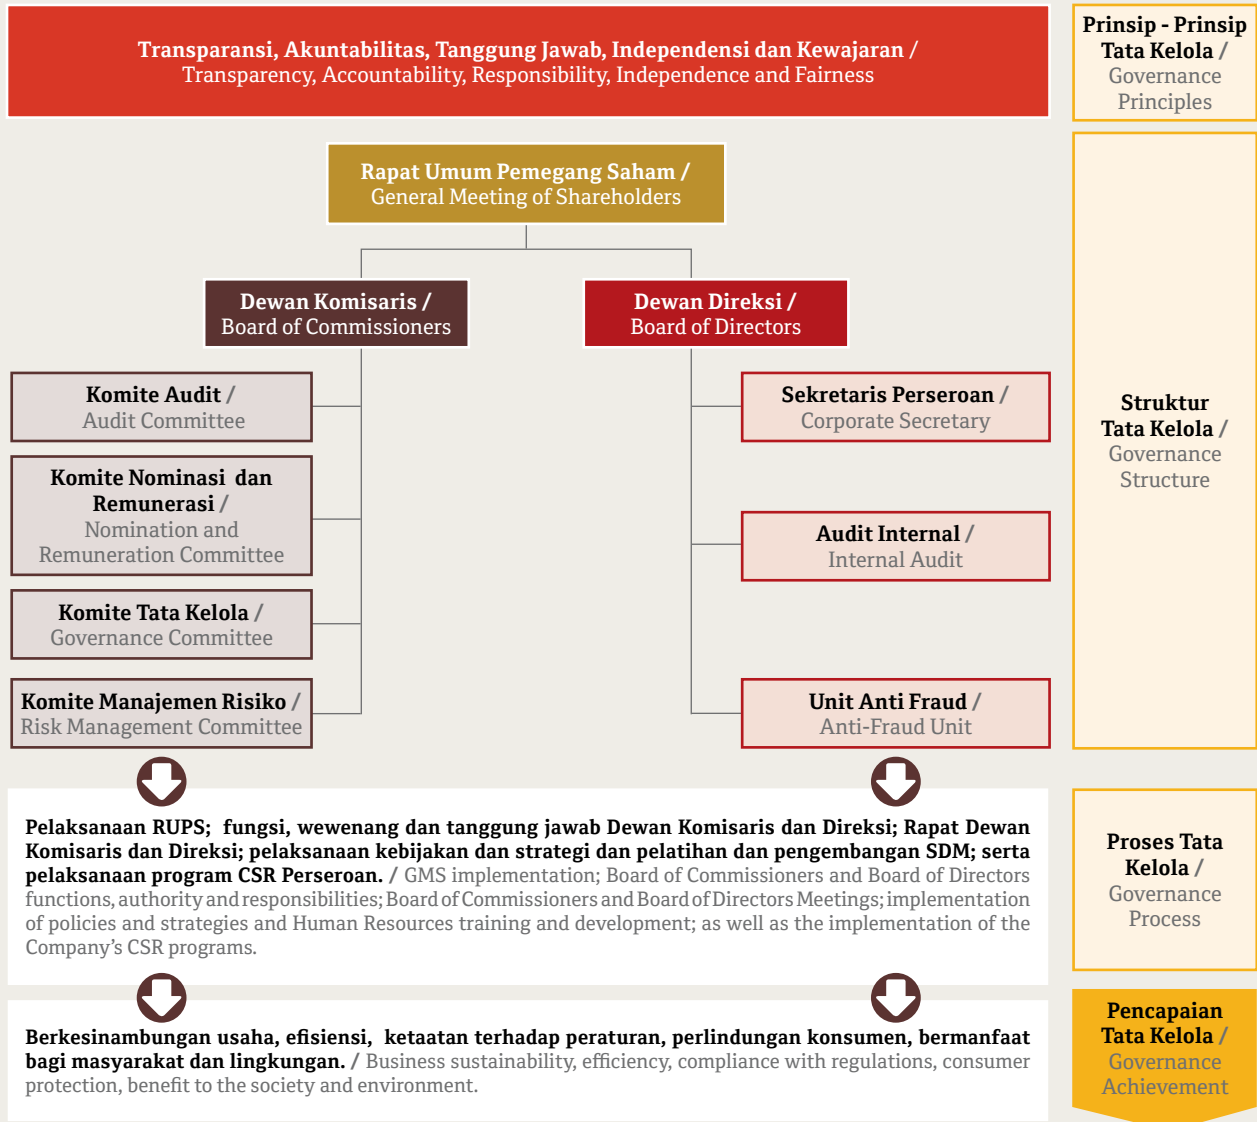 Transparansi, Akuntabilitas, Tanggung Jawab, Independensi dan Kewajaran /
Transparency, Accountability, Responsibility, Independence and Fairness
Prinsip - Prinsip
Tata Kelola /
Governance
Principles
Rapat Umum Pemegang Saham /
General Meeting of Shareholders
Dewan Komisaris /
Board of Commissioners
Dewan Direksi /
Board of Directors
Komite Audit /
Audit Committee
Komite Nominasi dan
Remunerasi /
Nomination and
Remuneration Committee
Komite Tata Kelola /
Governance Committee
Komite Manajemen Risiko /
Risk Management Committee
Sekretaris Perseroan /
Corporate Secretary
Audit Internal /
Internal Audit
Unit Anti Fraud /
Anti-Fraud Unit
Struktur
Tata Kelola /
Governance
Structure
Pelaksanaan RUPS; fungsi, wewenang dan tanggung jawab Dewan Komisaris dan Direksi; Rapat Dewan
Komisaris dan Direksi; pelaksanaan kebijakan dan strategi dan pelatihan dan pengembangan SDM; serta
pelaksanaan program CSR Perseroan. / GMS implementation; Board of Commissioners and Board of Directors
functions, authority and responsibilities; Board of Commissioners and Board of Directors Meetings; implementation
of policies and strategies and Human Resources training and development; as well as the implementation of the
Company's CSR programs.
Proses Tata
Kelola /
Governance
Process
Berkesinambungan usaha, efisiensi, ketaatan terhadap peraturan, perlindungan konsumen, bermanfaat
bagi masyarakat dan lingkungan. / Business sustainability, efficiency, compliance with regulations, consumer
protection, benefit to the society and environment.
Pencapaian
Tata Kelola /
Governance
Achievement